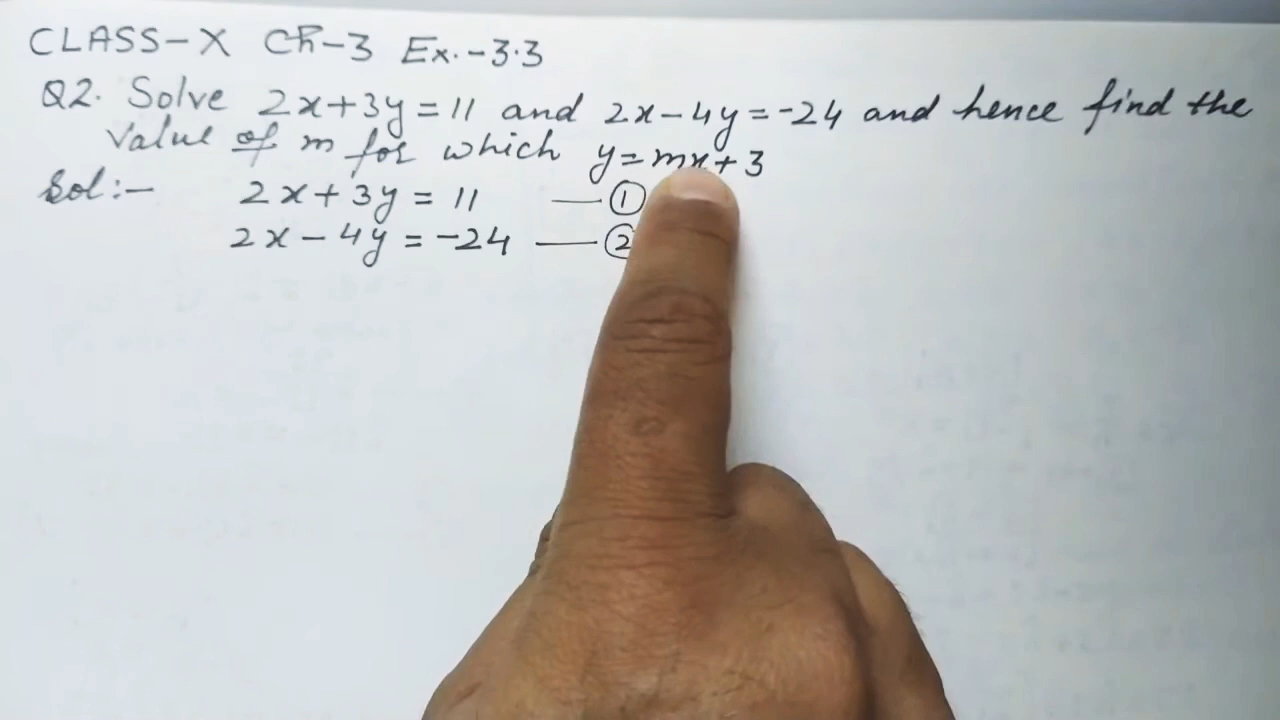 CLASS-X Ch-3 Ex.-3.3
Q2. Solve 2x+3y=11 and 2x-4y=-24 and hence find the
value of m for which y=mx+3
Sol:- 2x+3y=11 —①
2x-4y=-24 —②